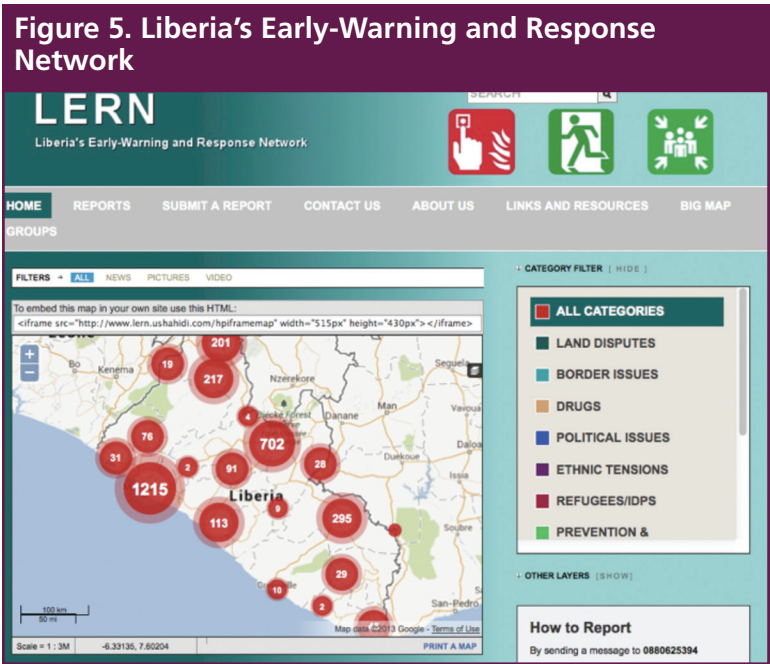 Figure 5. Liberia's Early-Warning and Response
Network
SEARCH
LERN
Liberia's Early-Warning and Response Network
HOME REPORTS SUBMIT A REPORT CONTACT US ABOUT US LINKS AND RESOURCES BIG MAP
GROUPS
FILTERS → ALL NEWS PICTURES VIDEO
CATEGORY FILTER [ HIDE ]
To embed this map in your own site use this HTML:
<iframe src="http://www.lern.ushahidi.com/hpiframemap" width="515px" height="430px"></iframe>
ALL CATEGORIES
LAND DISPUTES
BORDER ISSUES
DRUGS
POLITICAL ISSUES
ETHNIC TENSIONS
REFUGEES/IDPS
PREVENTION &
+
−
201
Bo
Kenema
19
217
Nzerekore
Seguela
4
Danane
Man
Vavoua
76
702
Duekoue
Daloa
31
2
91
28
Issia
1215
Liberia
9
113
295
Soubre
29
10
2
San-Pedro
100 km
50 mi
Map data ©2013 Google - Terms of Use
Scale = 1 : 3M -6.33135, 7.60204 PRINT A MAP
OTHER LAYERS [SHOW]
How to Report
By sending a message to 0880625394